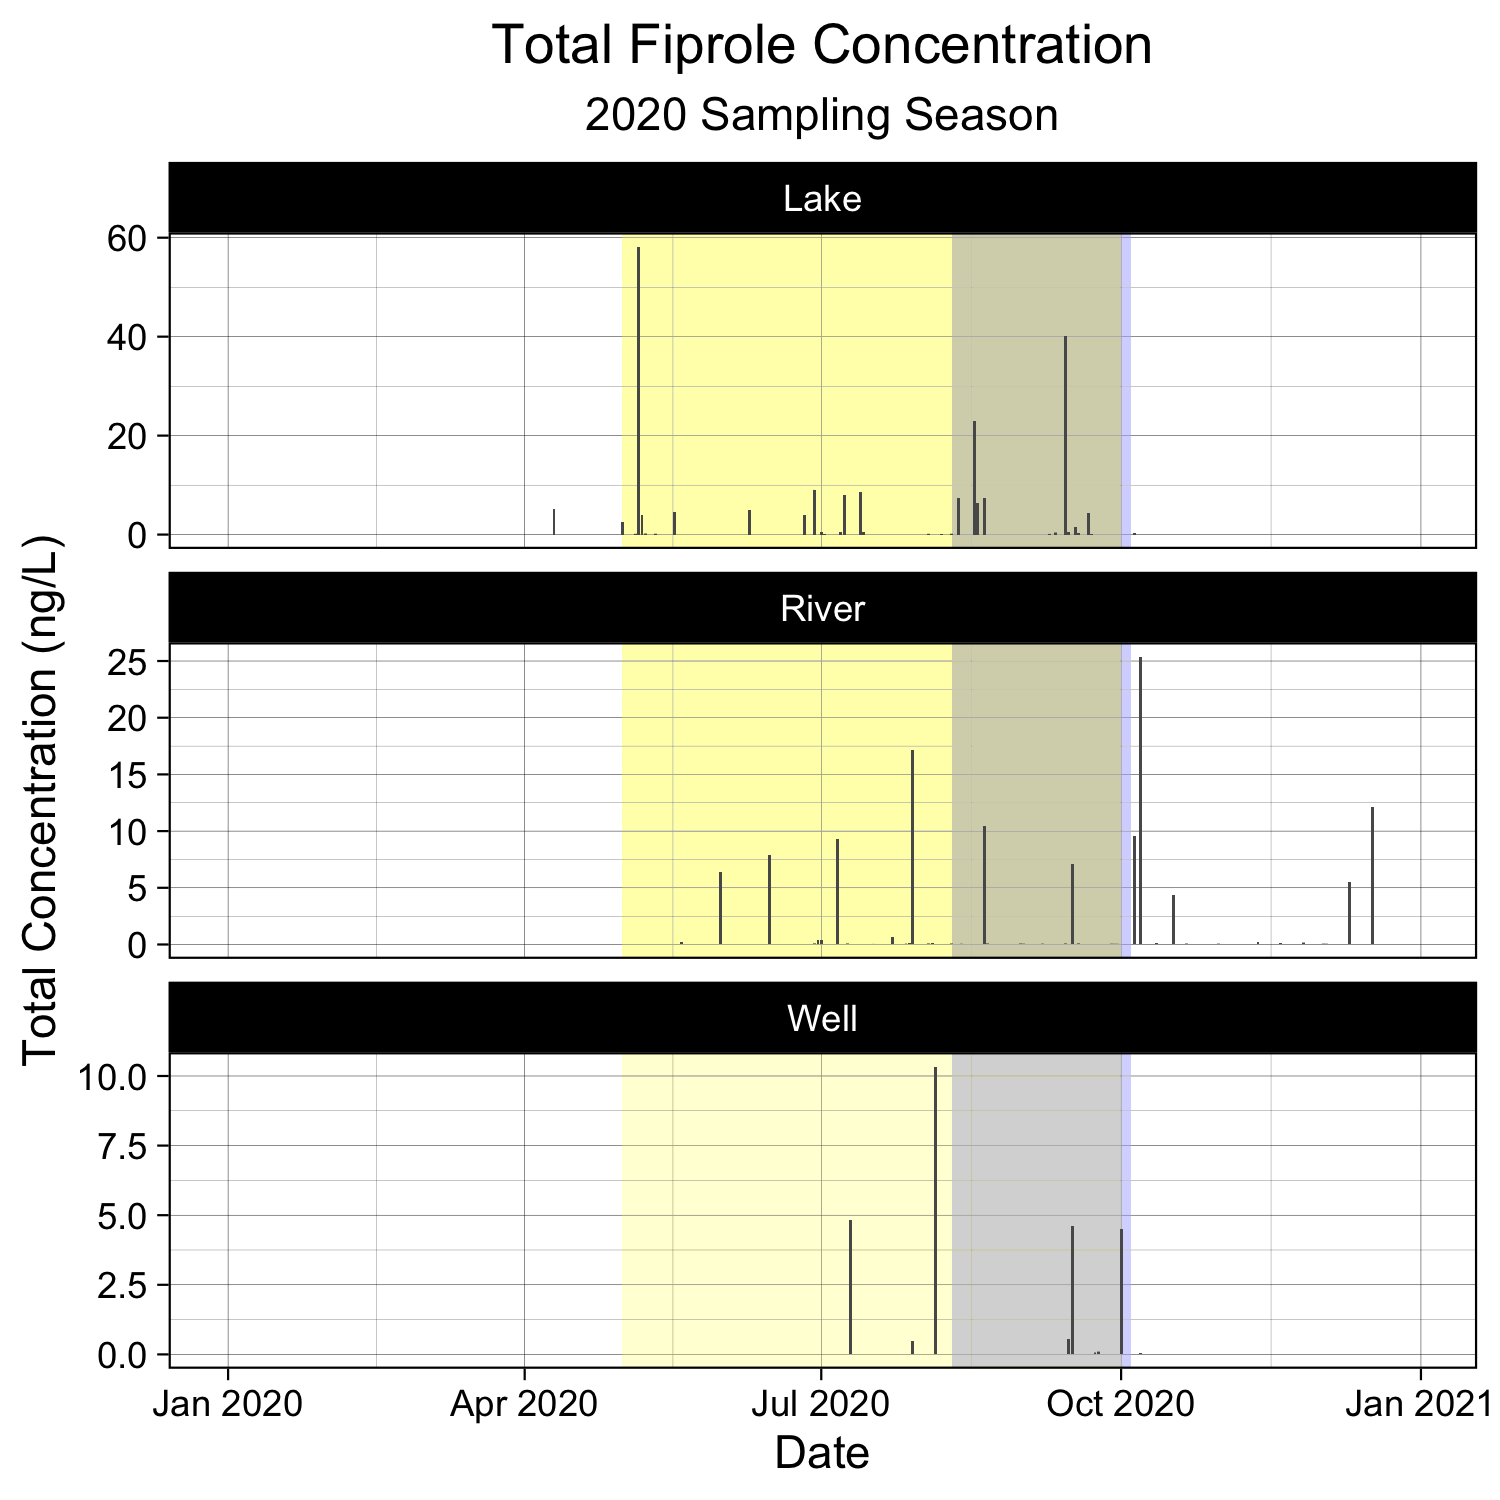 Total Fiprole Concentration
2020 Sampling Season
Lake
60
40
20
0
River
25
20
15
10
5
0
Well
10.0
7.5
5.0
2.5
0.0
Total Concentration (ng/L)
Jan 2020 Apr 2020 Jul 2020 Oct 2020 Jan 2021
Date